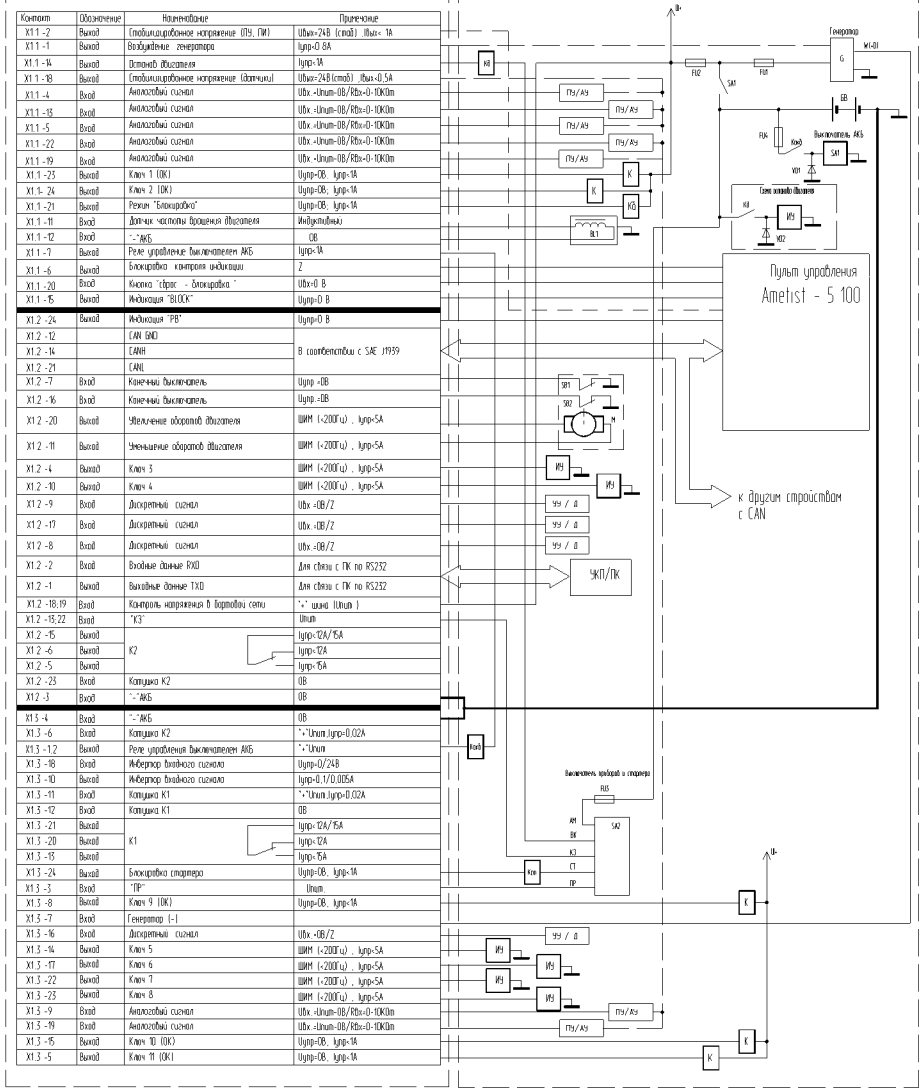 Контакт Обозначение Наименование Примечание
X1.1 -2 Выход Стабилизированное напряжение (ПУ, ПИ) Uвых=24В (стаб) ,Iвых< 1А
X1.1 -1 Выход Возбуждение генератора Iупр<0.8А
X1.1 -14 Выход Останов двигателя Iупр<1А
X1.1 -18 Выход Стабилизированное напряжение (датчики) Uвых=24В(стаб) ,Iвых<0,5А
X1.1 -4 Вход Аналоговый сигнал Uвх.=Uпит-0В/Rвх=0-10КОm
X1.1 -13 Вход Аналоговый сигнал Uвх.=Uпит-0В/Rвх=0-10КОm
X1.1 -5 Вход Аналоговый сигнал Uвх.=Uпит-0В/Rвх=0-10КОm
X1.1 -22 Вход Аналоговый сигнал Uвх.=Uпит-0В/Rвх=0-10КОm
X1.1 -19 Вход Аналоговый сигнал Uвх.=Uпит-0В/Rвх=0-10КОm
X1.1 -23 Выход Ключ 1 (ОК) Uупр=0В, Iупр<1А
X1.1- 24 Выход Ключ 2 (ОК) Uупр=0В; Iупр<1А
X1.1 -21 Выход Режим "Блокировка" Uупр=0В; Iупр<1А
X1.1 -11 Вход Датчик частоты вращения двигателя Индуктивный
X1.1 -12 Вход "-"АКБ 0В
X1.1 -7 Выход Реле управление выключателем АКБ Iупр<1А
X1.1 -6 Выход Блокировка контроля индикации Z
X1.1 -20 Вход Кнопка "сброс - блокировка " Uвх=0 В
X1.1 -15 Выход Индикация "BLOCK" Uупр=0 В
X1.2 -24 Выход Индикация "РВ" Uупр=0 В
X1.2 -12 CAN GND
X1.2 -14 CANH В соответствии с SAE J1939
X1.2 -21 CANL
X1.2 -7 Вход Конечный выключатель Uупр.=0В
X1.2 -16 Вход Конечный выключатель Uупр.=0В
X1.2 -20 Выход Увеличение оборотов двигателя ШИМ (<200Гц) , Iупр<5А
X1.2 -11 Выход Уменьшение оборотов двигателя ШИМ (<200Гц) , Iупр<5А
X1.2 -4 Выход Ключ 3 ШИМ (<200Гц) , Iупр<5А
X1.2 -10 Выход Ключ 4 ШИМ (<200Гц) , Iупр<5А
X1.2 -9 Вход Дискретный сигнал Uвх.=0В/Z
X1.2 -17 Вход Дискретный сигнал Uвх.=0В/Z
X1.2 -8 Вход Дискретный сигнал Uвх.=0В/Z
X1.2 -2 Вход Входные данные RXD Для связи с ПК по RS232
X1.2 -1 Выход Выходные данные TXD Для связи с ПК по RS232
X1.2 -18;19 Вход Контроль напряжения в бортовой сети "+" шина (Uпит )
X1.2 -13;22 Вход "КЗ" Uпит
X1.2 -15 Выход Iупр<12А/15А
X1.2 -6 Выход К2 Iупр<12А
X1.2 -5 Выход Iупр<15А
X1.2 -23 Вход Катушка К2 0В
X1.2 -3 Вход "-"АКБ 0В
X1.3 -4 Вход "-"АКБ 0В
X1.3 -6 Вход Катушка К2 "+"Uпит,Iупр=0,02А
X1.3 -1.2 Выход Реле управления выключателем АКБ "+"Uпит
X1.3 -18 Вход Инвертор входного сигнала Uупр=0/24В
X1.3 -10 Выход Инвертор входного сигнала Iупр=0,1/0,005А
X1.3 -11 Вход Катушка К1 "+"Uпит,Iупр=0,02А
X1.3 -12 Вход Катушка К1 0В
X1.3 -21 Выход Iупр<12А/15А
X1.3 -20 Выход К1 Iупр<12А
X1.3 -13 Выход Iупр<15А
X1.3 -24 Выход Блокировка стартера Uупр=0В, Iупр<1А
X1.3 -3 Вход "ПР" Uпит.
X1.3 -8 Выход Ключ 9 (ОК) Uупр=0В, Iупр<1А
X1.3 -7 Вход Генератор (-)
X1.3 -16 Вход Дискретный сигнал Uвх.=0В/Z
X1.3 -14 Выход Ключ 5 ШИМ (<200Гц) , Iупр<5А
X1.3 -17 Выход Ключ 6 ШИМ (<200Гц) , Iупр<5А
X1.3 -22 Выход Ключ 7 ШИМ (<200Гц) , Iупр<5А
X1.3 -23 Выход Ключ 8 ШИМ (<200Гц) , Iупр<5А
X1.3 -9 Вход Аналоговый сигнал Uвх.=Uпит-0В/Rвх=0-10КОm
X1.3 -19 Вход Аналоговый сигнал Uвх.=Uпит-0В/Rвх=0-10КОm
X1.3 -15 Выход Ключ 10 (ОК) Uупр=0В, Iупр<1А
X1.3 -5 Выход Ключ 11 (ОК) Uупр=0В, Iупр<1А
U+
Генератор
G
W1=D1
Кд
FU2
FU1
SA1
ПУ/АУ
ПУ/АУ
ПУ/АУ
ПУ/АУ
ПУ/АУ
GB
FU4
Выключатель АКБ
Kакб
SA1
VD1
К
К
Кб
Схема останова двигателя
Кд
ИУ
VD2
BL1
Пульт управления
Ametist - 5 100
SB1
SB2
М
ИУ
ИУ
к другим стройствам
с CAN
УУ / Д
УУ / Д
УУ / Д
УКП/ПК
Kакб
Выключатель приборов и стартера
FU3
АМ
SA2
ВК
КЗ
СТ
ПР
U+
К
УУ / Д
ИУ
ИУ
ИУ
ИУ
ПУ/АУ
ПУ/АУ
К
К